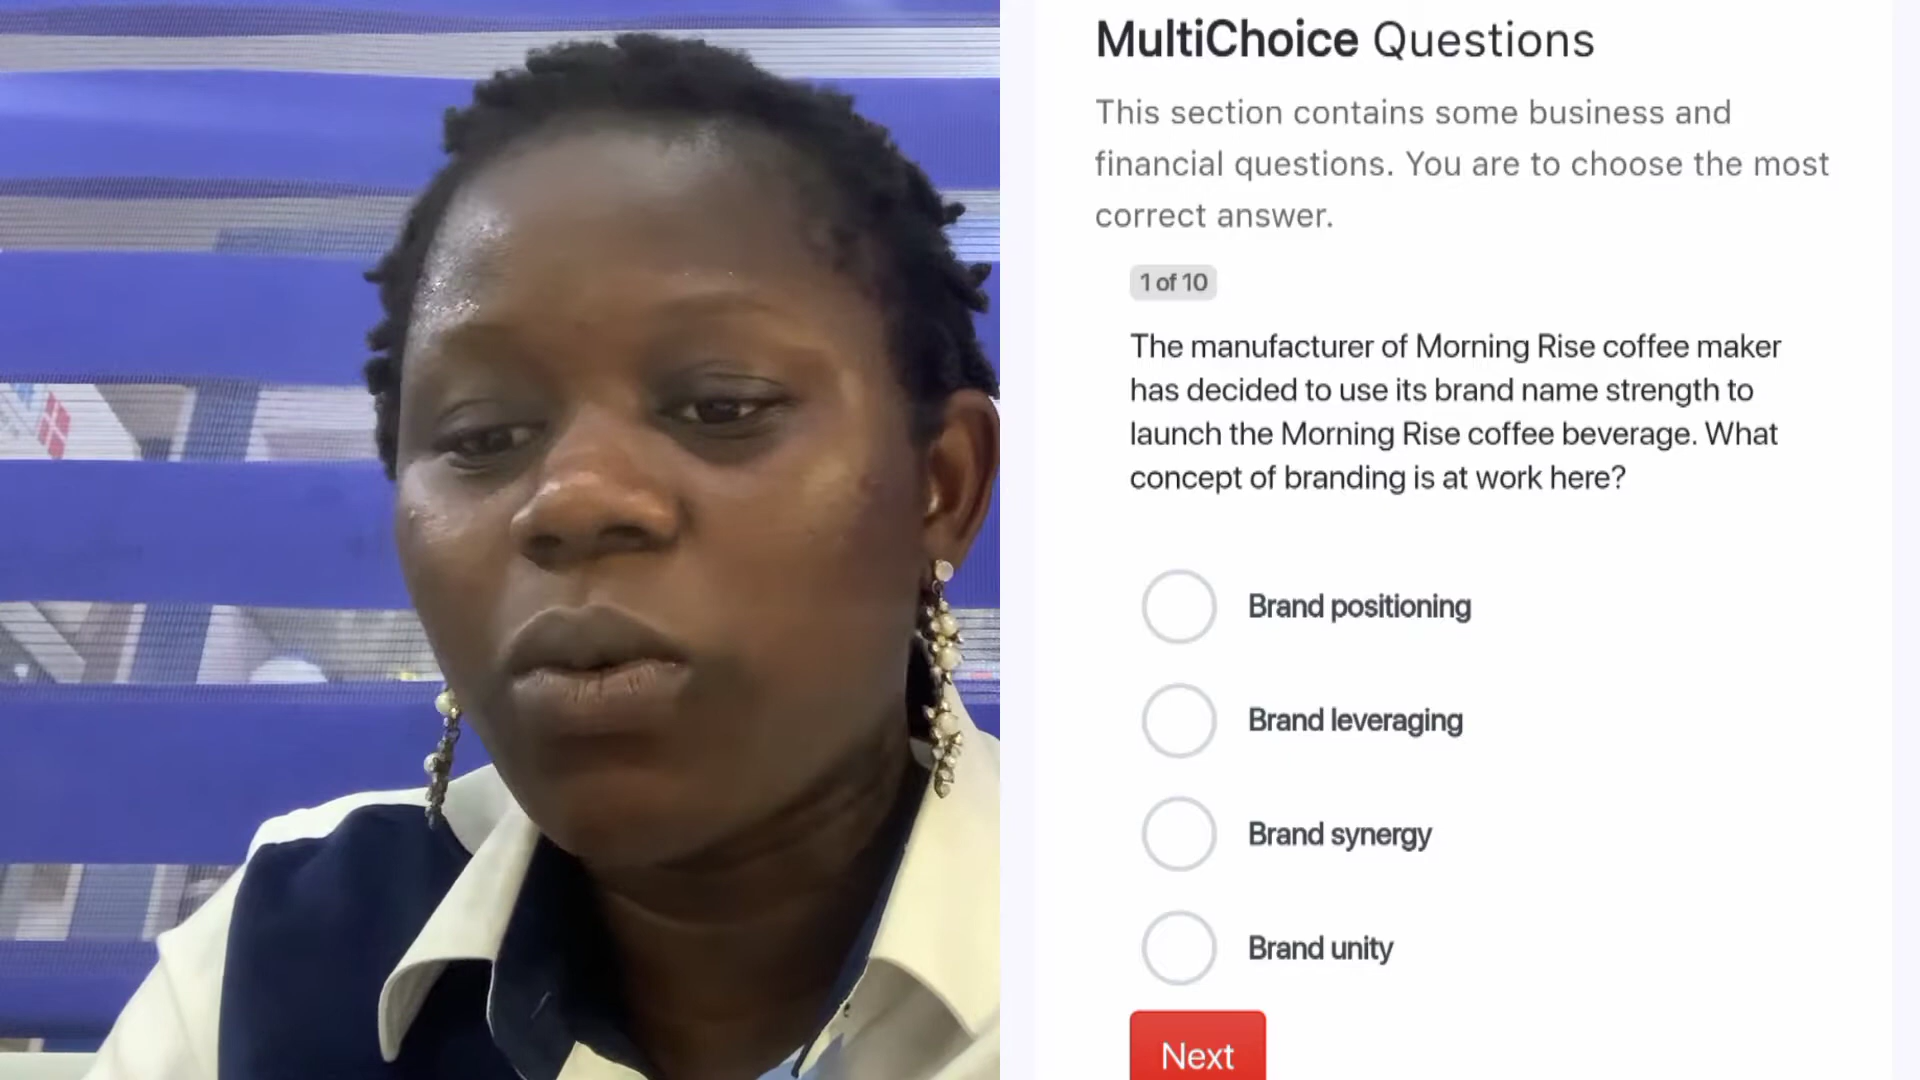 MultiChoice Questions
This section contains some business and
financial questions. You are to choose the most
correct answer.
1 of 10
The manufacturer of Morning Rise coffee maker
has decided to use its brand name strength to
launch the Morning Rise coffee beverage. What
concept of branding is at work here?
Brand positioning
Brand leveraging
Brand synergy
Brand unity
Next